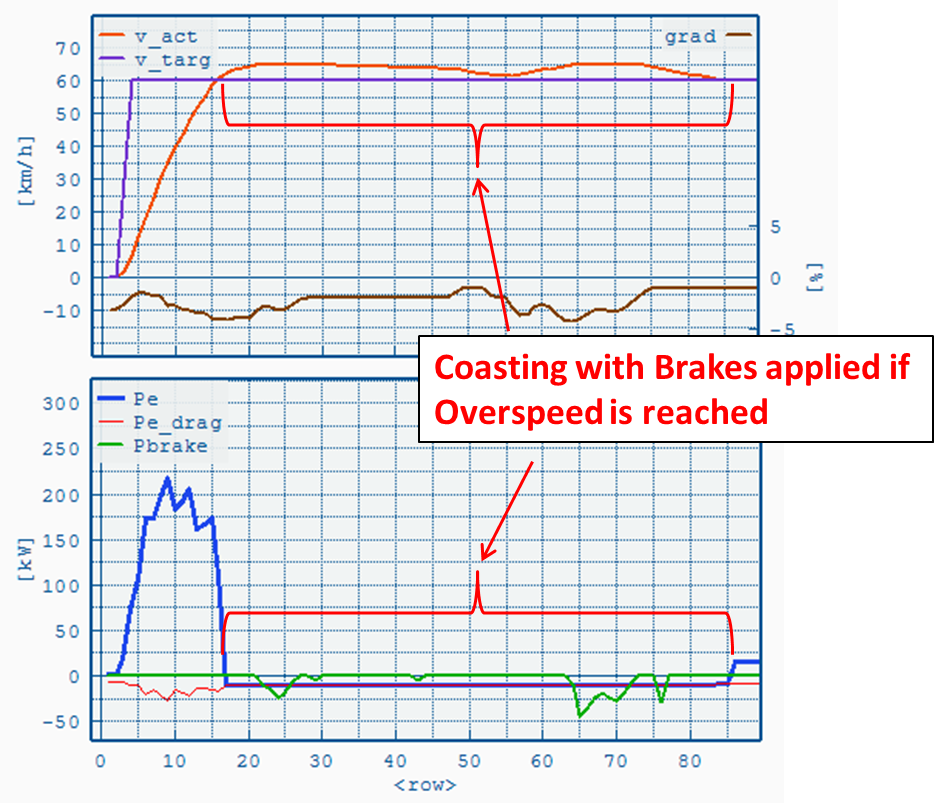 v_act
v_targ
grad
70
60
50
40
30
20
10
0
-10
[km/h]
5
0
-5
[%]
Coasting with Brakes applied if
Overspeed is reached
Pe
Pe_drag
Pbrake
300
250
200
150
100
50
0
-50
[kW]
0 10 20 30 40 50 60 70 80
<row>